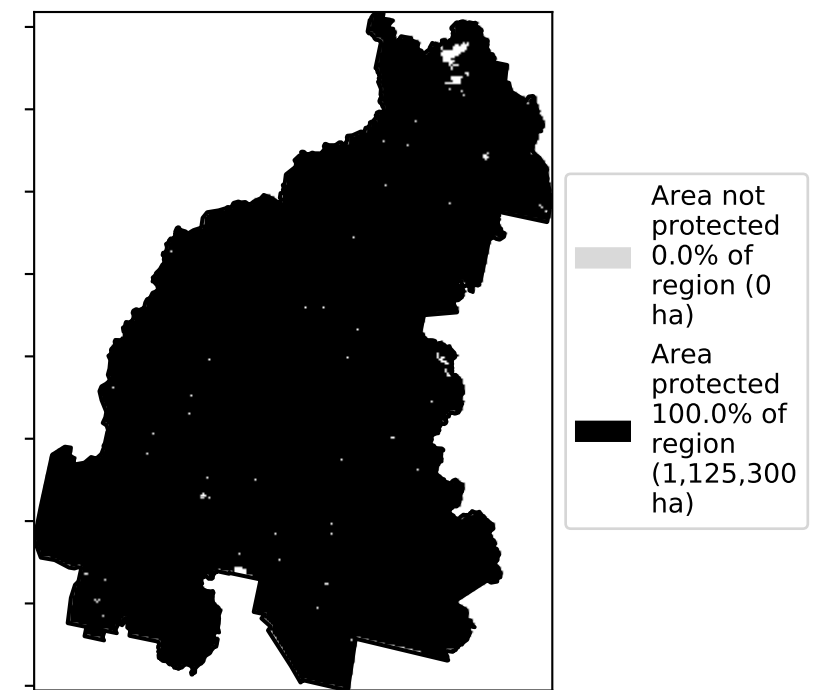 Area not
protected
0.0% of
region (0
ha)
Area
protected
100.0% of
region
(1,125,300
ha)